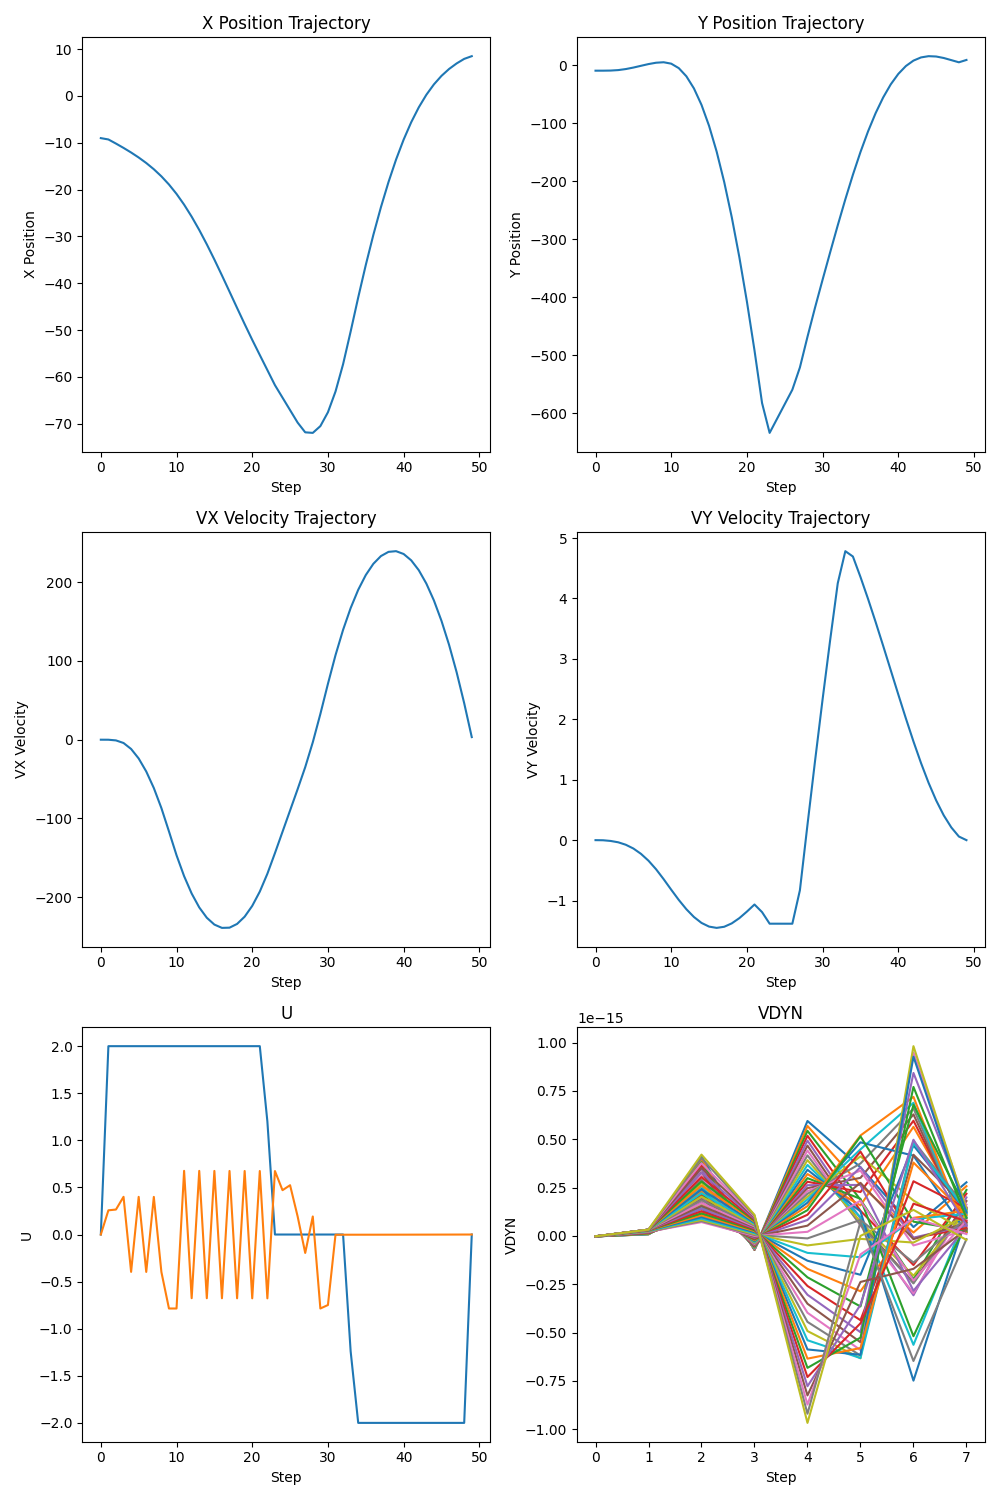 X Position Trajectory
X Position
10
0
−10
−20
−30
−40
−50
−60
−70
0 10 20 30 40 50
Step
Y Position Trajectory
Y Position
0
−100
−200
−300
−400
−500
−600
0 10 20 30 40 50
Step
VX Velocity Trajectory
VX Velocity
200
100
0
−100
−200
0 10 20 30 40 50
Step
VY Velocity Trajectory
VY Velocity
5
4
3
2
1
0
−1
0 10 20 30 40 50
Step
U
U
2.0
1.5
1.0
0.5
0.0
−0.5
−1.0
−1.5
−2.0
0 10 20 30 40 50
Step
VDYN
1e−15
VDYN
1.00
0.75
0.50
0.25
0.00
−0.25
−0.50
−0.75
−1.00
0 1 2 3 4 5 6 7
Step